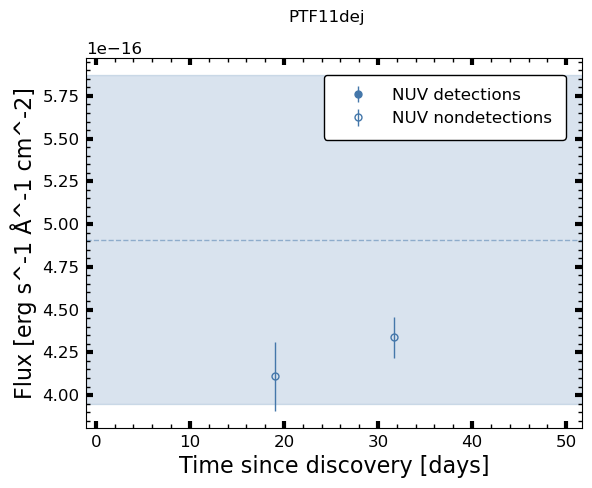 PTF11dej
1e−16
NUV detections
NUV nondetections
5.75
5.50
5.25
5.00
4.75
4.50
4.25
4.00
Flux [erg s^-1 Å^-1 cm^-2]
0 10 20 30 40 50
Time since discovery [days]